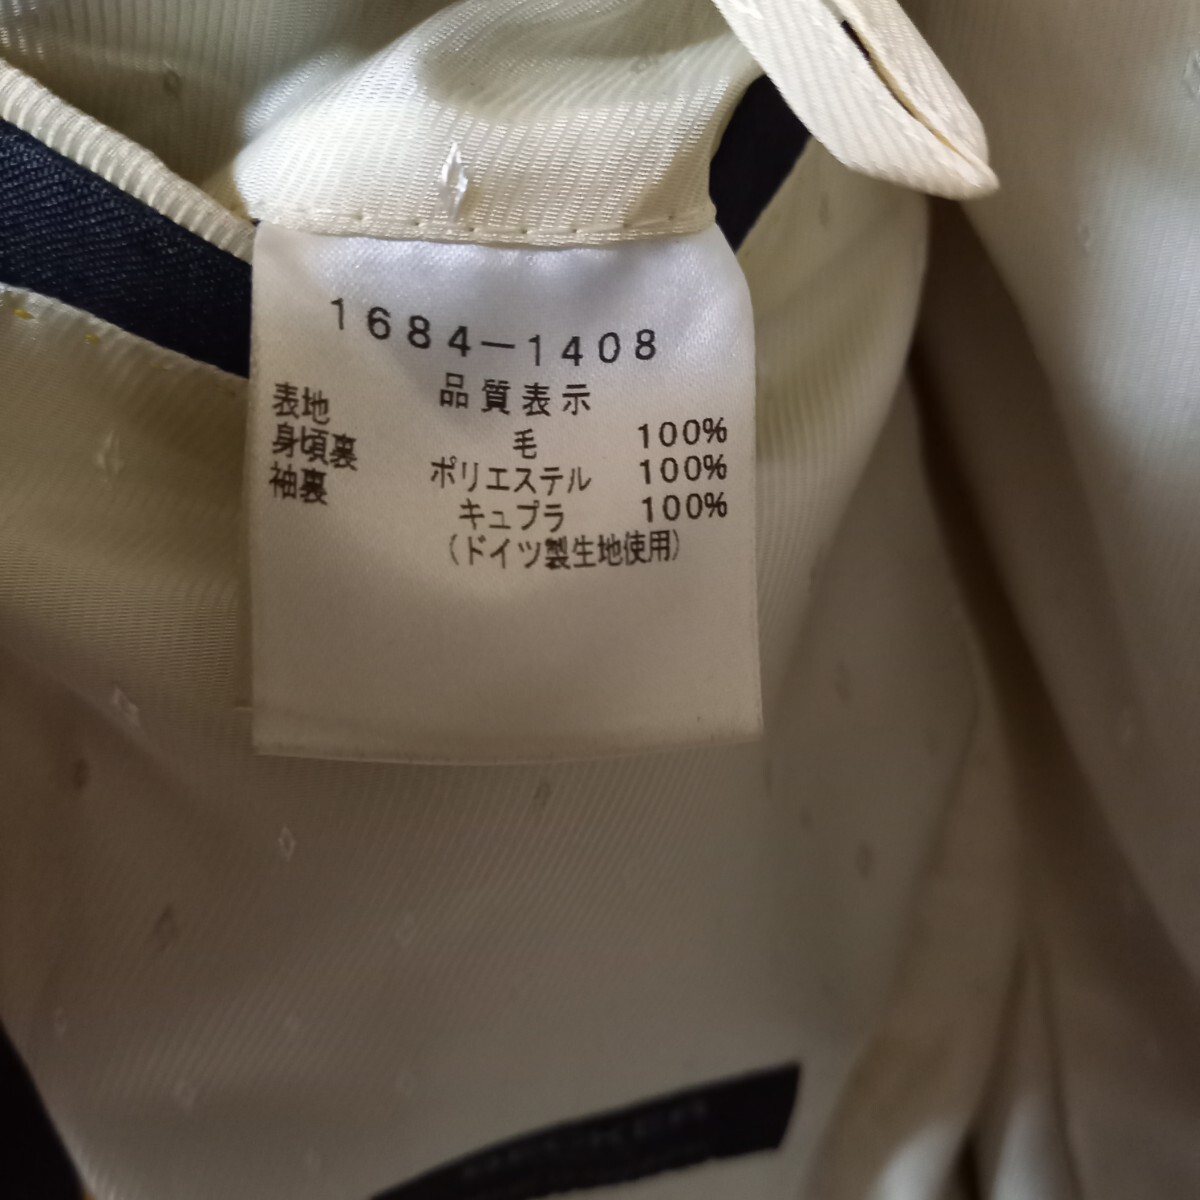 1684-1408
品質表示
表地 毛 100%
身頃裏 ポリエステル 100%
袖裏 キュプラ 100%
(ドイツ製生地使用)